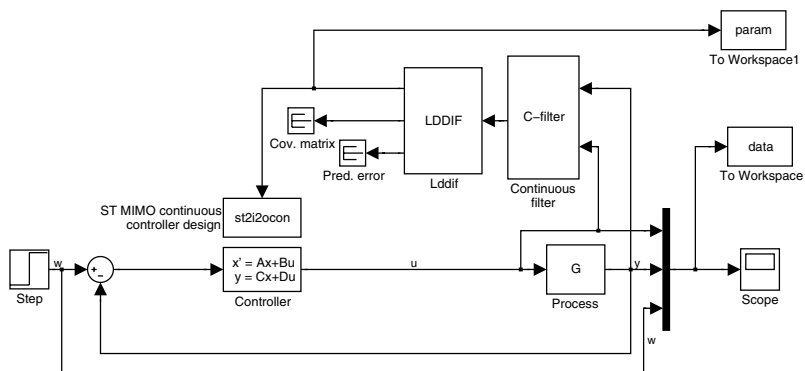 param
To Workspace1
LDDIF
C−filter
Cov. matrix
data
Pred. error
Lddif
Continuous
filter
To Workspace
ST MIMO continuous
controller design
st2i2ocon
w
x' = Ax+Bu
y = Cx+Du
u
G
y
Step
Controller
Process
Scope
w